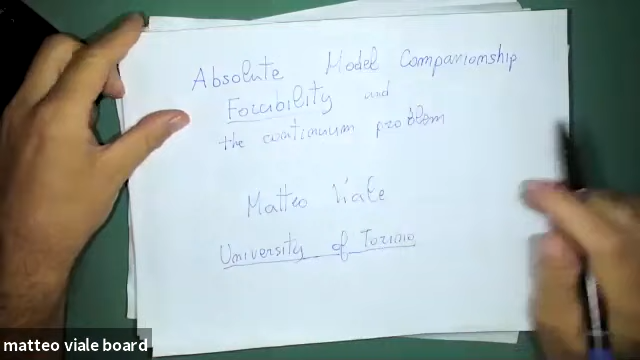 Absolute Model Companionship
Forcibility and
the continuum problem
Matteo Viale
University of Torino
matteo viale board